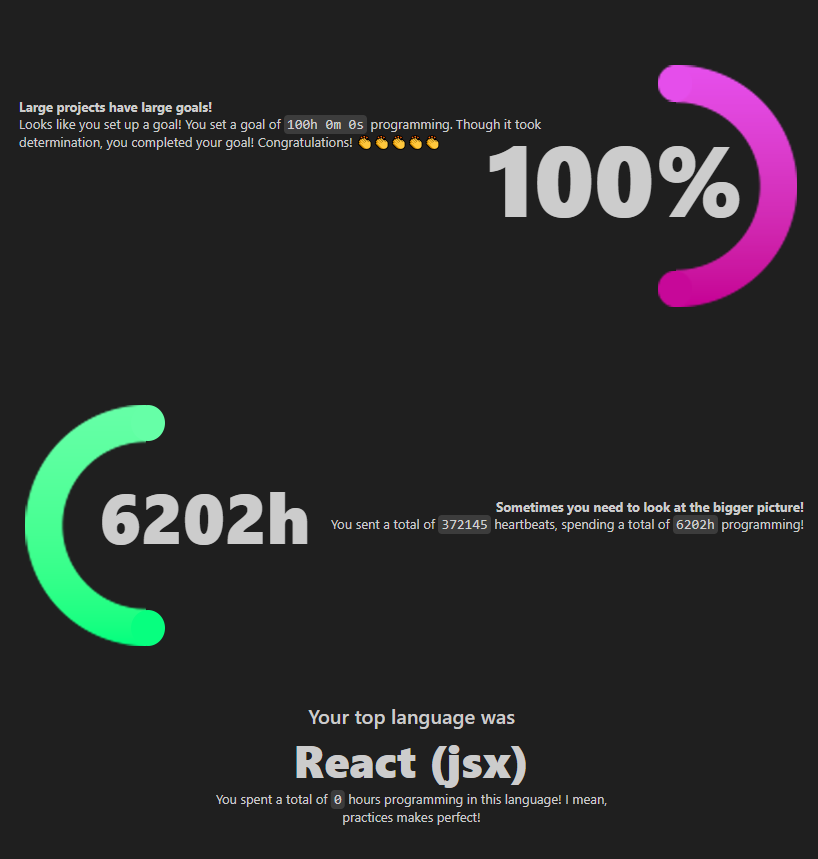 Large projects have large goals!
Looks like you set up a goal! You set a goal of 100h 0m 0s programming. Though it took
determination, you completed your goal! Congratulations! 👏👏👏👏👏
100%
6202h
Sometimes you need to look at the bigger picture!
You sent a total of 372145 heartbeats, spending a total of 6202h programming!
Your top language was
React (jsx)
You spent a total of 0 hours programming in this language! I mean,
practices makes perfect!